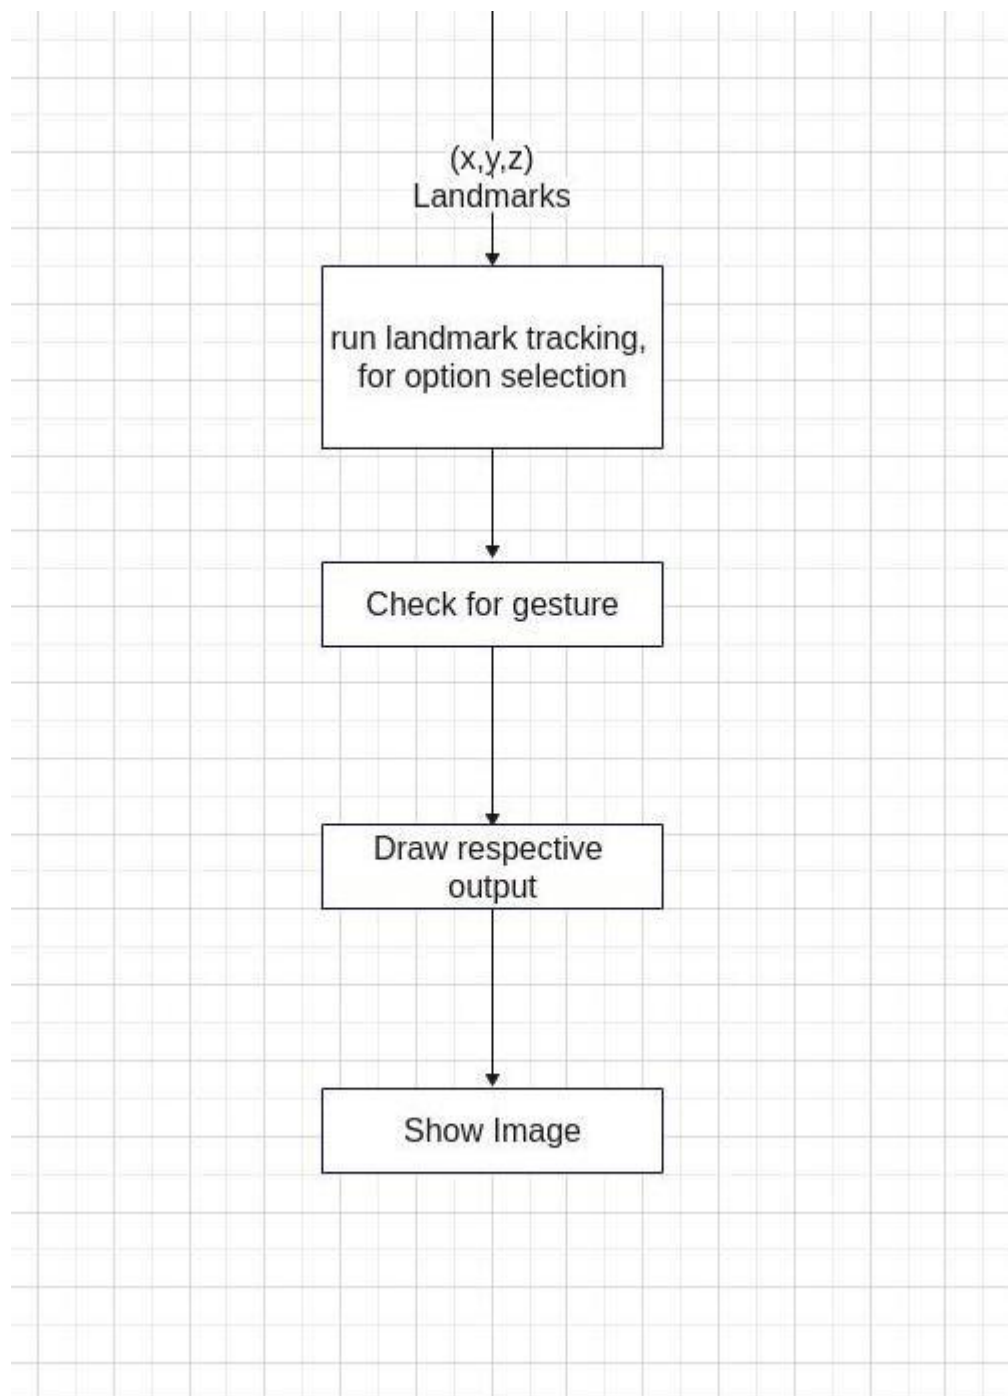 (x,y,z)
Landmarks
run landmark tracking,
for option selection
Check for gesture
Draw respective
output
Show Image